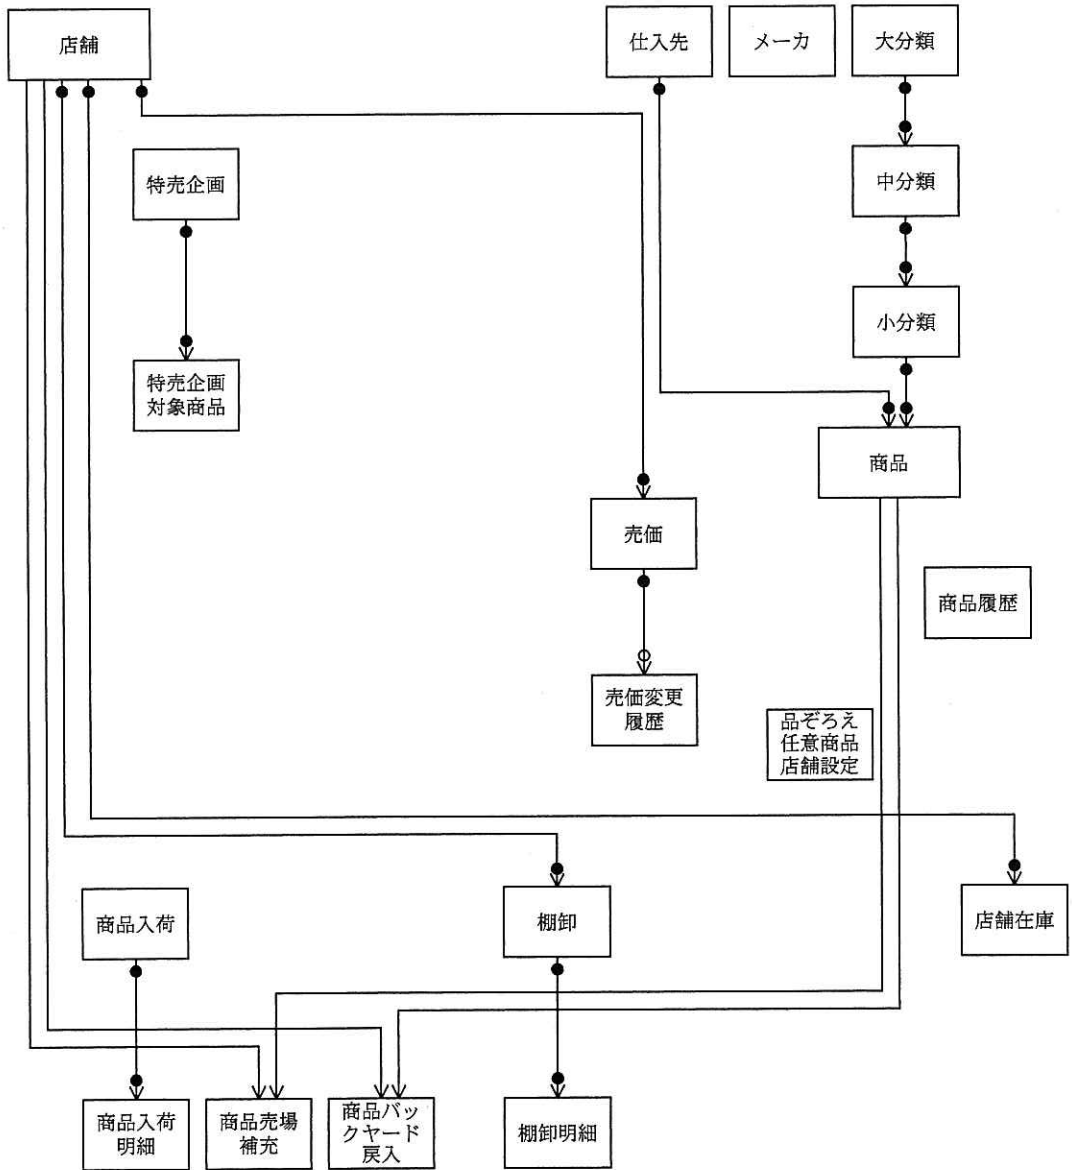 店舗
仕入先
メーカ
大分類
特売企画
中分類
小分類
特売企画
対象商品
商品
売価
商品履歴
売価変更
履歴
品ぞろえ
任意商品
店舗設定
商品入荷
棚卸
店舗在庫
商品入荷
明細
商品売場
補充
商品バッ
クヤード
戻入
棚卸明細